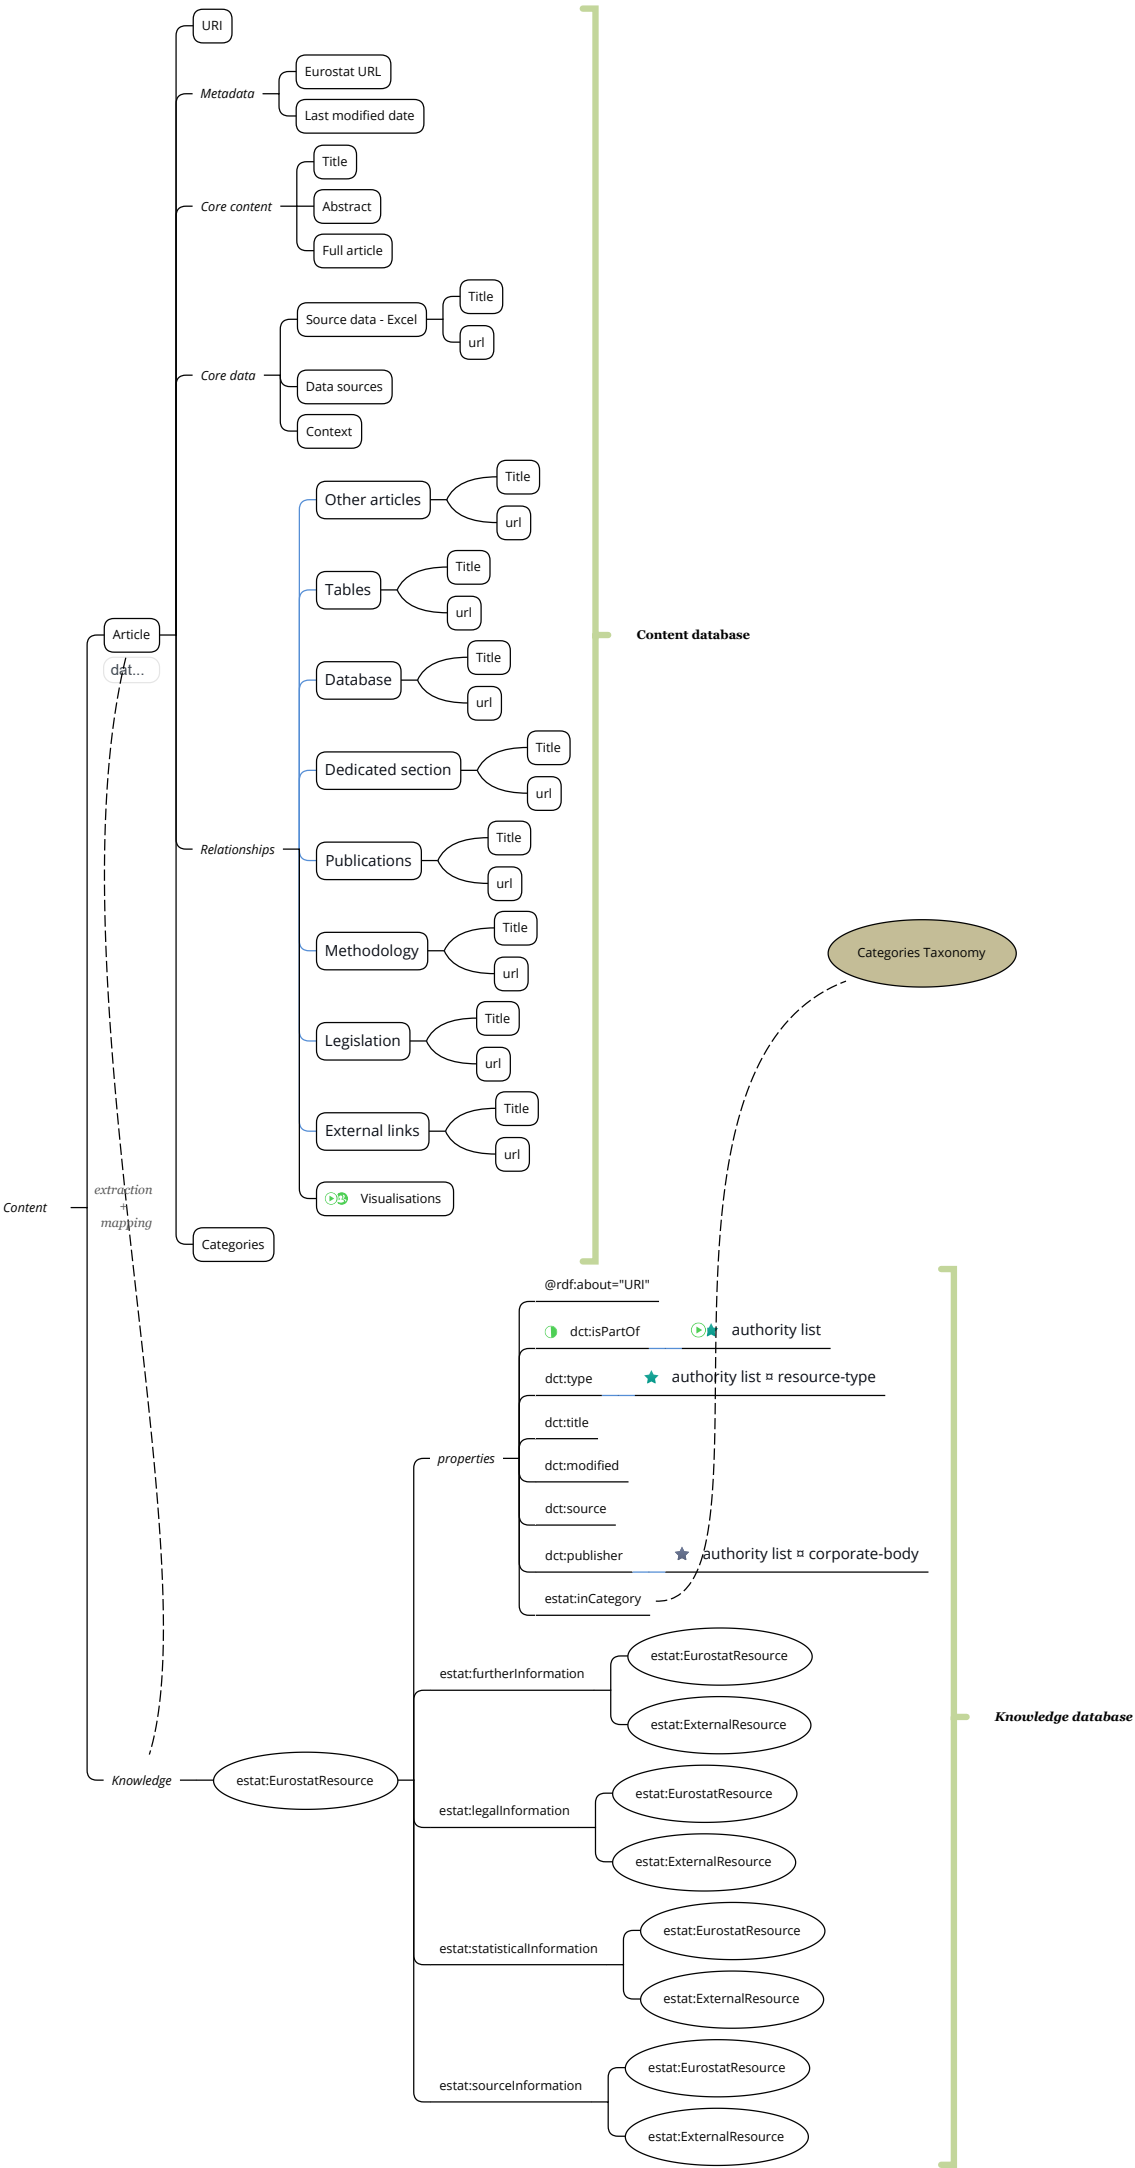 URI
Metadata
Eurostat URL
Last modified date
Core content
Title
Abstract
Full article
Core data
Source data - Excel
Title
url
Data sources
Context
Relationships
Other articles
Title
url
Tables
Title
url
Database
Title
url
Dedicated section
Title
url
Publications
Title
url
Methodology
Title
url
Legislation
Title
url
External links
Title
url
Visualisations
Categories
Article
dat...
Content database
Categories Taxonomy
Content
extraction
+
mapping
@rdf:about="URI"
dct:isPartOf
authority list
dct:type
authority list ¤ resource-type
dct:title
properties
dct:modified
dct:source
dct:publisher
authority list ¤ corporate-body
estat:inCategory
estat:furtherInformation
estat:EurostatResource
estat:ExternalResource
Knowledge database
Knowledge
estat:EurostatResource
estat:legalInformation
estat:EurostatResource
estat:ExternalResource
estat:statisticalInformation
estat:EurostatResource
estat:ExternalResource
estat:sourceInformation
estat:EurostatResource
estat:ExternalResource